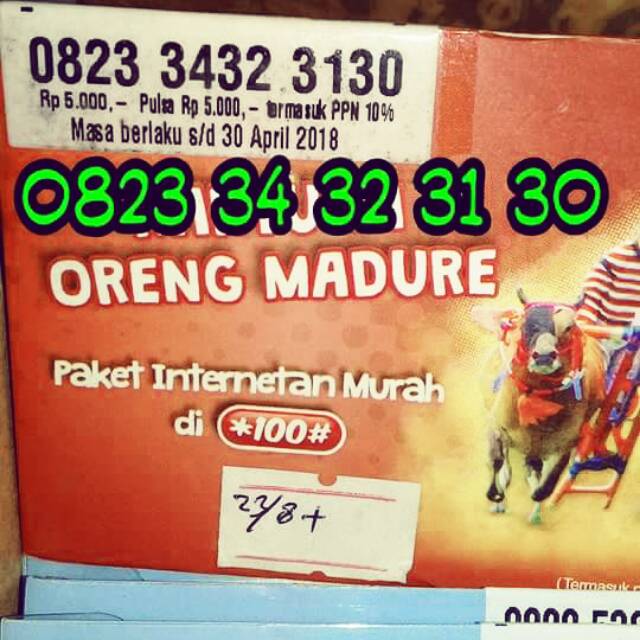 0823 3432 3130
Rp 5.000,- Pulsa Rp 5.000,- termasuk PPN 10%
Masa berlaku s/d 30 April 2018
0823 34 32 31 30
ORENG MADURE
Paket Internetan Murah
di *100#
22/8 +
(Termasuk